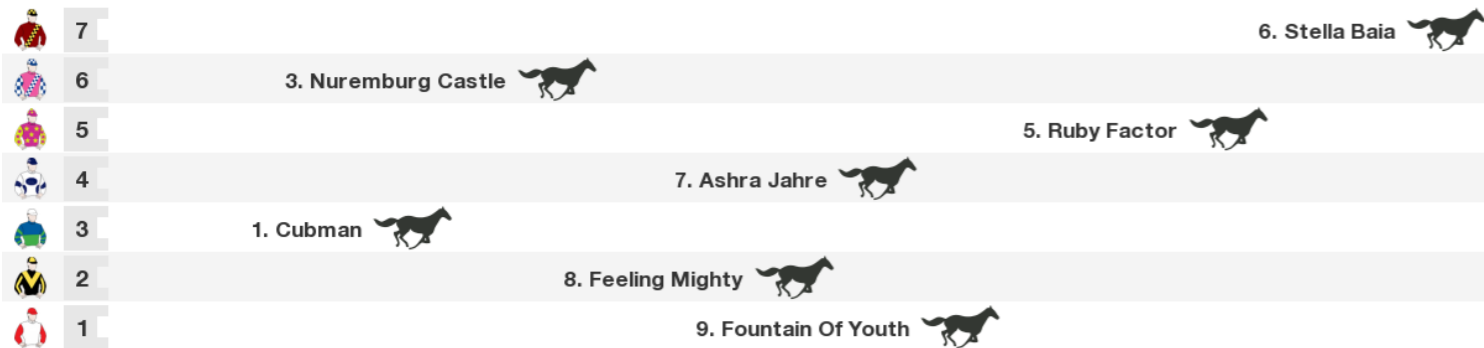 7 6. Stella Baia
6 3. Nuremburg Castle
5 5. Ruby Factor
4 7. Ashra Jahre
3 1. Cubman
2 8. Feeling Mighty
1 9. Fountain Of Youth